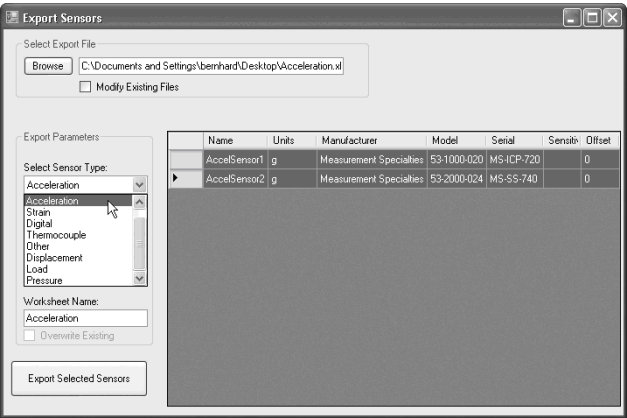 Export Sensors
Select Export File
Browse C:\Documents and Settings\bernhard\Desktop\Acceleration.xl
Modify Existing Files
Export Parameters
Select Sensor Type:
Acceleration
Acceleration
Strain
Digital
Thermocouple
Other
Displacement
Load
Pressure
Worksheet Name:
Acceleration
Overwrite Existing
Export Selected Sensors
Name Units Manufacturer Model Serial Sensitiv Offset
AccelSensor1 g Measurement Specialties 53-1000-020 MS-ICP-720 0
AccelSensor2 g Measurement Specialties 53-2000-024 MS-SS-740 0